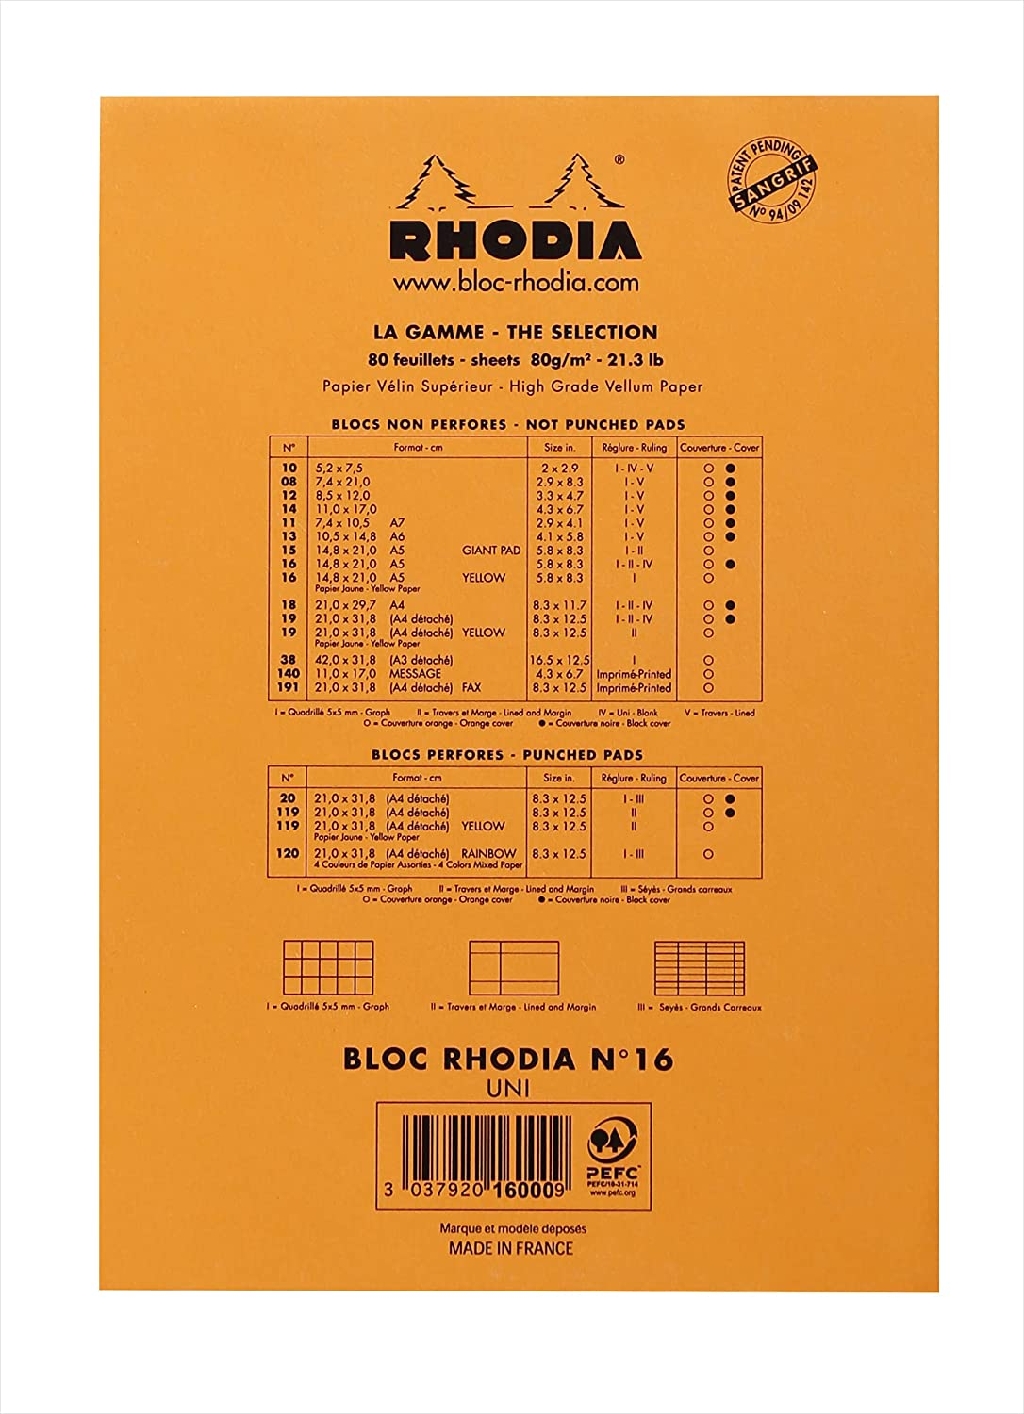 ®
PATENT PENDING
SANGRIF
Nº 94/09 142
RHODIA
www.bloc-rhodia.com
LA GAMME - THE SELECTION
80 feuillets - sheets 80g/m² - 21.3 lb
Papier Vélin Supérieur - High Grade Vellum Paper
BLOCS NON PERFORES - NOT PUNCHED PADS
N° Format - cm Size in. Réglure - Ruling Couverture - Cover
10 5,2 x 7,5 2 x 2.9 I - IV - V O ●
08 7,4 x 21,0 2.9 x 8.3 I - V O ●
12 8,5 x 12,0 3.3 x 4.7 I - V O ●
14 11,0 x 17,0 4.3 x 6.7 I - V O ●
11 7,4 x 10,5 A7 2.9 x 4.1 I - V O ●
13 10,5 x 14,8 A6 4.1 x 5.8 I - V O ●
15 14,8 x 21,0 A5 GIANT PAD 5.8 x 8.3 I - II O
16 14,8 x 21,0 A5 5.8 x 8.3 I - II - IV O ●
16 14,8 x 21,0 A5 YELLOW 5.8 x 8.3 I O
Papier Jaune - Yellow Paper
18 21,0 x 29,7 A4 8.3 x 11.7 I - II - IV O ●
19 21,0 x 31,8 (A4 détaché) 8.3 x 12.5 I - II - IV O ●
19 21,0 x 31,8 (A4 détaché) YELLOW 8.3 x 12.5 II O
Papier Jaune - Yellow Paper
38 42,0 x 31,8 (A3 détaché) 16.5 x 12.5 I O
140 11,0 x 17,0 MESSAGE 4.3 x 6.7 Imprimé-Printed O
191 21,0 x 31,8 (A4 détaché) FAX 8.3 x 12.5 Imprimé-Printed O
I = Quadrillé 5x5 mm - Graph II = Travers et Marge - Lined and Margin IV = Uni - Blank V = Travers - Lined
O = Couverture orange - Orange cover ● = Couverture noire - Black cover
BLOCS PERFORES - PUNCHED PADS
N° Format - cm Size in. Réglure - Ruling Couverture - Cover
20 21,0 x 31,8 (A4 détaché) 8.3 x 12.5 I - III O ●
119 21,0 x 31,8 (A4 détaché) 8.3 x 12.5 II O ●
119 21,0 x 31,8 (A4 détaché) YELLOW 8.3 x 12.5 II O
Papier Jaune - Yellow Paper
120 21,0 x 31,8 (A4 détaché) RAINBOW 8.3 x 12.5 I - III O
4 Couleurs de Papier Assorties - 4 Colors Mixed Paper
I = Quadrillé 5x5 mm - Graph II = Travers et Marge - Lined and Margin III = Séyès - Grands carreaux
O = Couverture orange - Orange cover ● = Couverture noire - Black cover
I = Quadrillé 5x5 mm - Graph II = Travers et Marge - Lined and Margin III = Seyès - Grands Carreaux
BLOC RHODIA N°16
UNI
3 037920 160009
PEFC™
PEFC/10-31-714
www.pefc.org
Marque et modèle déposés
MADE IN FRANCE